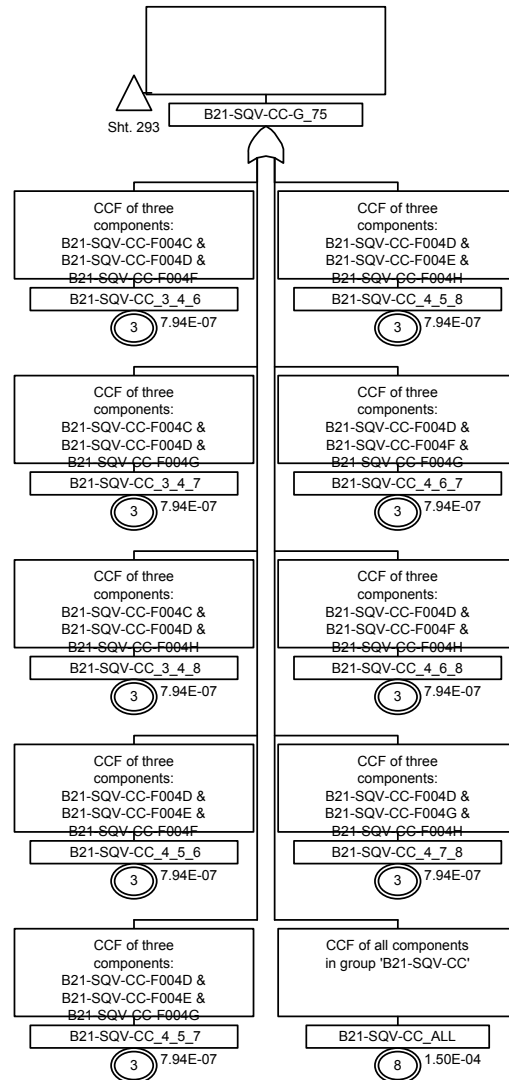 Sht. 293
B21-SQV-CC-G_75
CCF of three
components:
B21-SQV-CC-F004C &
B21-SQV-CC-F004D &
B21-SQV-CC-F004F
B21-SQV-CC_3_4_6
3
7.94E-07
CCF of three
components:
B21-SQV-CC-F004D &
B21-SQV-CC-F004E &
B21-SQV-CC-F004H
B21-SQV-CC_4_5_8
3
7.94E-07
CCF of three
components:
B21-SQV-CC-F004C &
B21-SQV-CC-F004D &
B21-SQV-CC-F004G
B21-SQV-CC_3_4_7
3
7.94E-07
CCF of three
components:
B21-SQV-CC-F004D &
B21-SQV-CC-F004F &
B21-SQV-CC-F004G
B21-SQV-CC_4_6_7
3
7.94E-07
CCF of three
components:
B21-SQV-CC-F004C &
B21-SQV-CC-F004D &
B21-SQV-CC-F004H
B21-SQV-CC_3_4_8
3
7.94E-07
CCF of three
components:
B21-SQV-CC-F004D &
B21-SQV-CC-F004F &
B21-SQV-CC-F004H
B21-SQV-CC_4_6_8
3
7.94E-07
CCF of three
components:
B21-SQV-CC-F004D &
B21-SQV-CC-F004E &
B21-SQV-CC-F004F
B21-SQV-CC_4_5_6
3
7.94E-07
CCF of three
components:
B21-SQV-CC-F004D &
B21-SQV-CC-F004G &
B21-SQV-CC-F004H
B21-SQV-CC_4_7_8
3
7.94E-07
CCF of three
components:
B21-SQV-CC-F004D &
B21-SQV-CC-F004E &
B21-SQV-CC-F004G
B21-SQV-CC_4_5_7
3
7.94E-07
CCF of all components
in group 'B21-SQV-CC'
B21-SQV-CC_ALL
8
1.50E-04